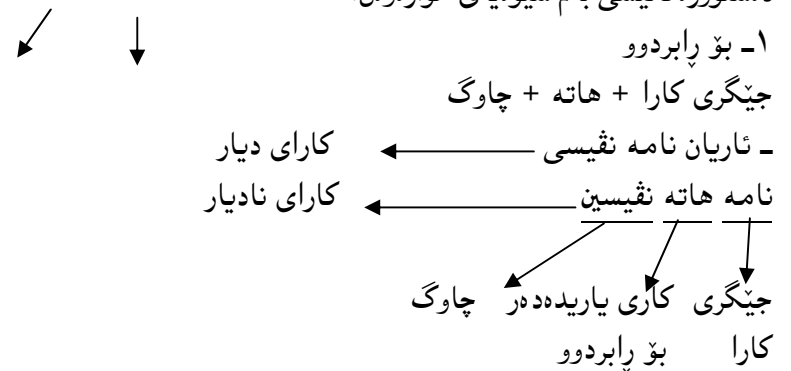 ١ـ بۆ ڕابردوو
جێگری کارا + هاتە + چاوگ
ـ ئاریان نامە نڤیسی کارای دیار
نامە هاتە نڤیسین کارای نادیار
جێگری کاری یاریدەدەر چاوگ
کارا بۆ ڕابردوو